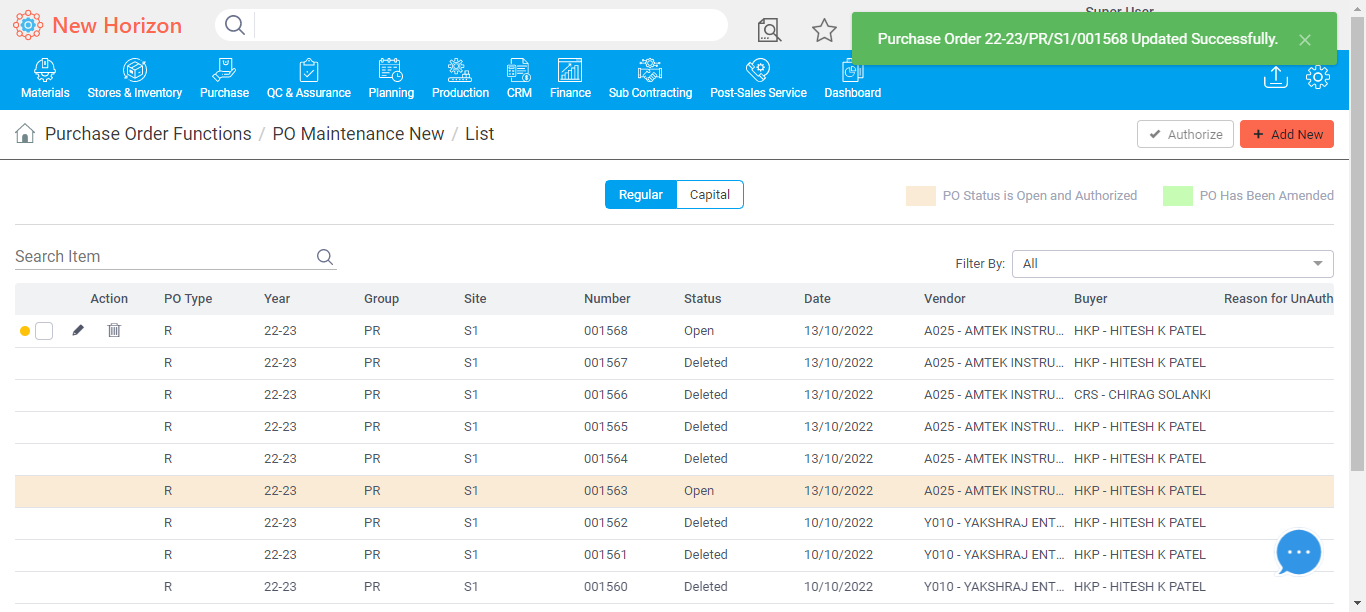 New Horizon
Super User
Purchase Order 22-23/PR/S1/001568 Updated Successfully.
Materials Stores & Inventory Purchase QC & Assurance Planning Production CRM Finance Sub Contracting Post-Sales Service Dashboard
Purchase Order Functions / PO Maintenance New / List
Authorize
Add New
Regular Capital
PO Status is Open and Authorized PO Has Been Amended
Search Item
Filter By: All
Action PO Type Year Group Site Number Status Date Vendor Buyer Reason for UnAuth
R 22-23 PR S1 001568 Open 13/10/2022 A025 - AMTEK INSTRU... HKP - HITESH K PATEL
R 22-23 PR S1 001567 Deleted 13/10/2022 A025 - AMTEK INSTRU... HKP - HITESH K PATEL
R 22-23 PR S1 001566 Deleted 13/10/2022 A025 - AMTEK INSTRU... CRS - CHIRAG SOLANKI
R 22-23 PR S1 001565 Deleted 13/10/2022 A025 - AMTEK INSTRU... HKP - HITESH K PATEL
R 22-23 PR S1 001564 Deleted 13/10/2022 A025 - AMTEK INSTRU... HKP - HITESH K PATEL
R 22-23 PR S1 001563 Open 13/10/2022 A025 - AMTEK INSTRU... HKP - HITESH K PATEL
R 22-23 PR S1 001562 Deleted 10/10/2022 Y010 - YAKSHRAJ ENT... HKP - HITESH K PATEL
R 22-23 PR S1 001561 Deleted 10/10/2022 Y010 - YAKSHRAJ ENT... HKP - HITESH K PATEL
R 22-23 PR S1 001560 Deleted 10/10/2022 Y010 - YAKSHRAJ ENT... HKP - HITESH K PATEL